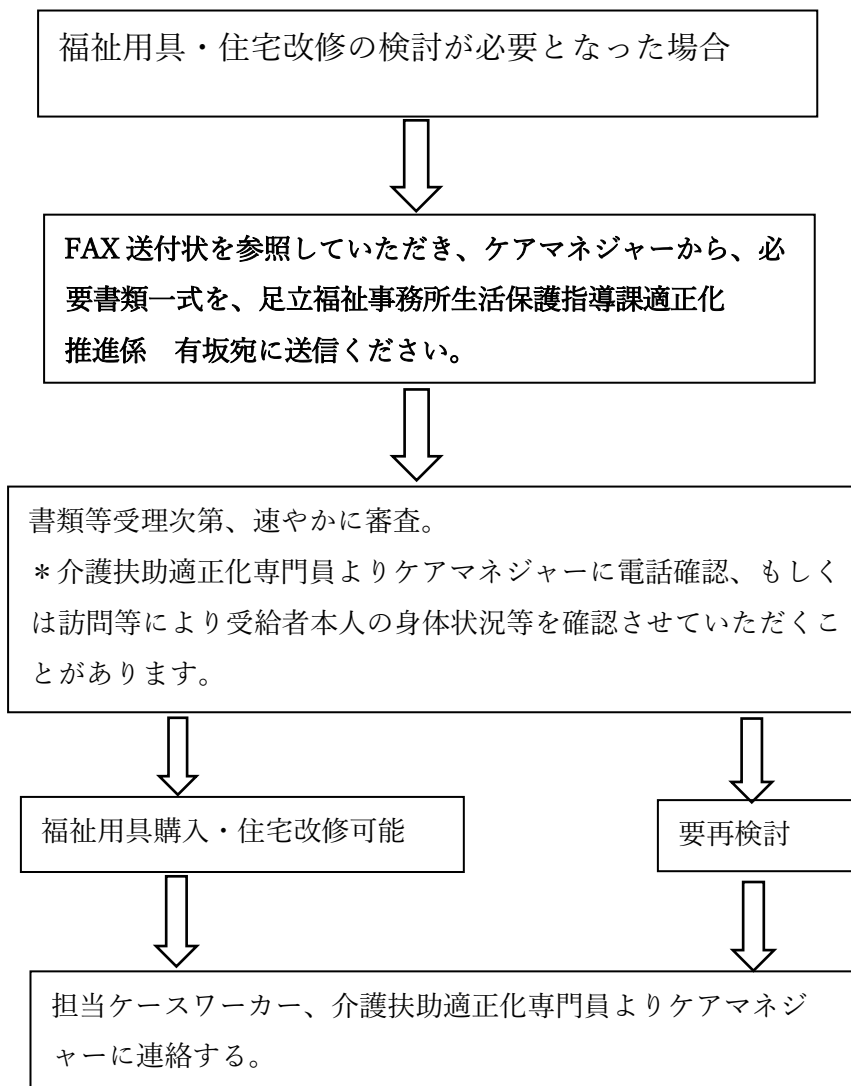 福祉用具・住宅改修の検討が必要となった場合
FAX 送付状を参照していただき、ケアマネジャーから、必
要書類一式を、足立福祉事務所生活保護指導課適正化
推進係　有坂宛に送信ください。
書類等受理次第、速やかに審査。
＊介護扶助適正化専門員よりケアマネジャーに電話確認、もしく
は訪問等により受給者本人の身体状況等を確認させていただくこ
とがあります。
福祉用具購入・住宅改修可能
要再検討
担当ケースワーカー、介護扶助適正化専門員よりケアマネジ
ャーに連絡する。